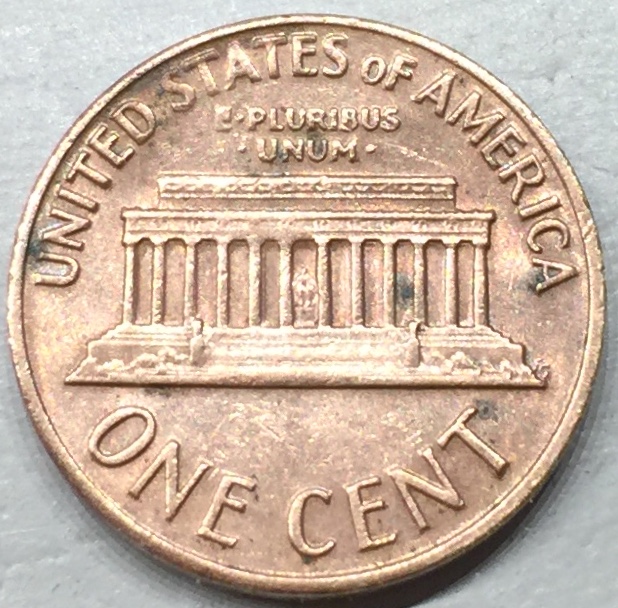 UNITED STATES OF AMERICA
E·PLURIBUS
·UNUM·
ONE CENT